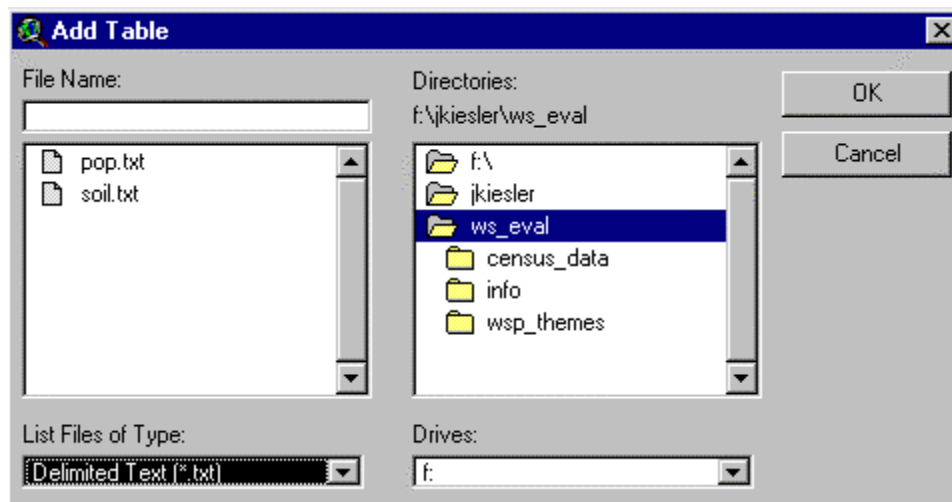 Add Table
File Name:
Directories:
f:\jkiesler\ws_eval
OK
Cancel
pop.txt
soil.txt
f:\
jkiesler
ws_eval
census_data
info
wsp_themes
List Files of Type:
Delimited Text (*.txt)
Drives:
f: